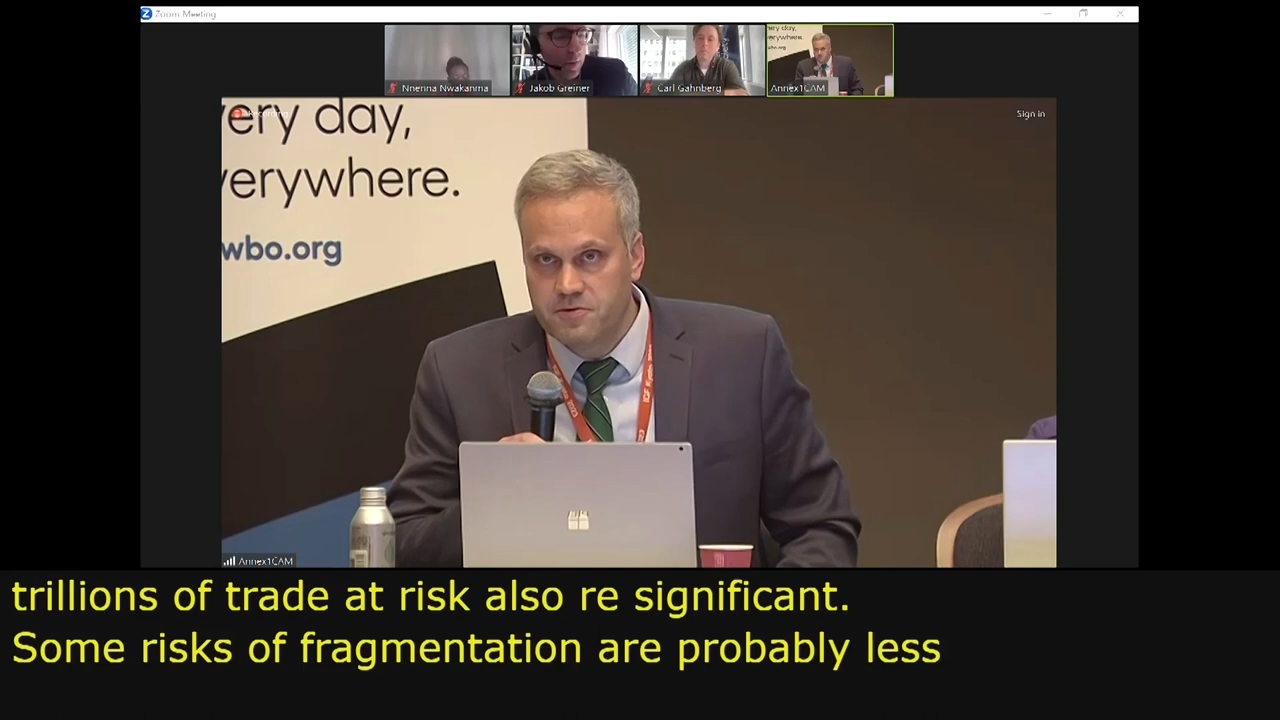 Zoom Meeting
Nnenna Nwakanma
Jakob Greiner
Carl Gahnberg
Annex1CAM
ery day,
verywhere.
wbo.org
Sign in
Annex1CAM
trillions of trade at risk also re significant.
Some risks of fragmentation are probably less